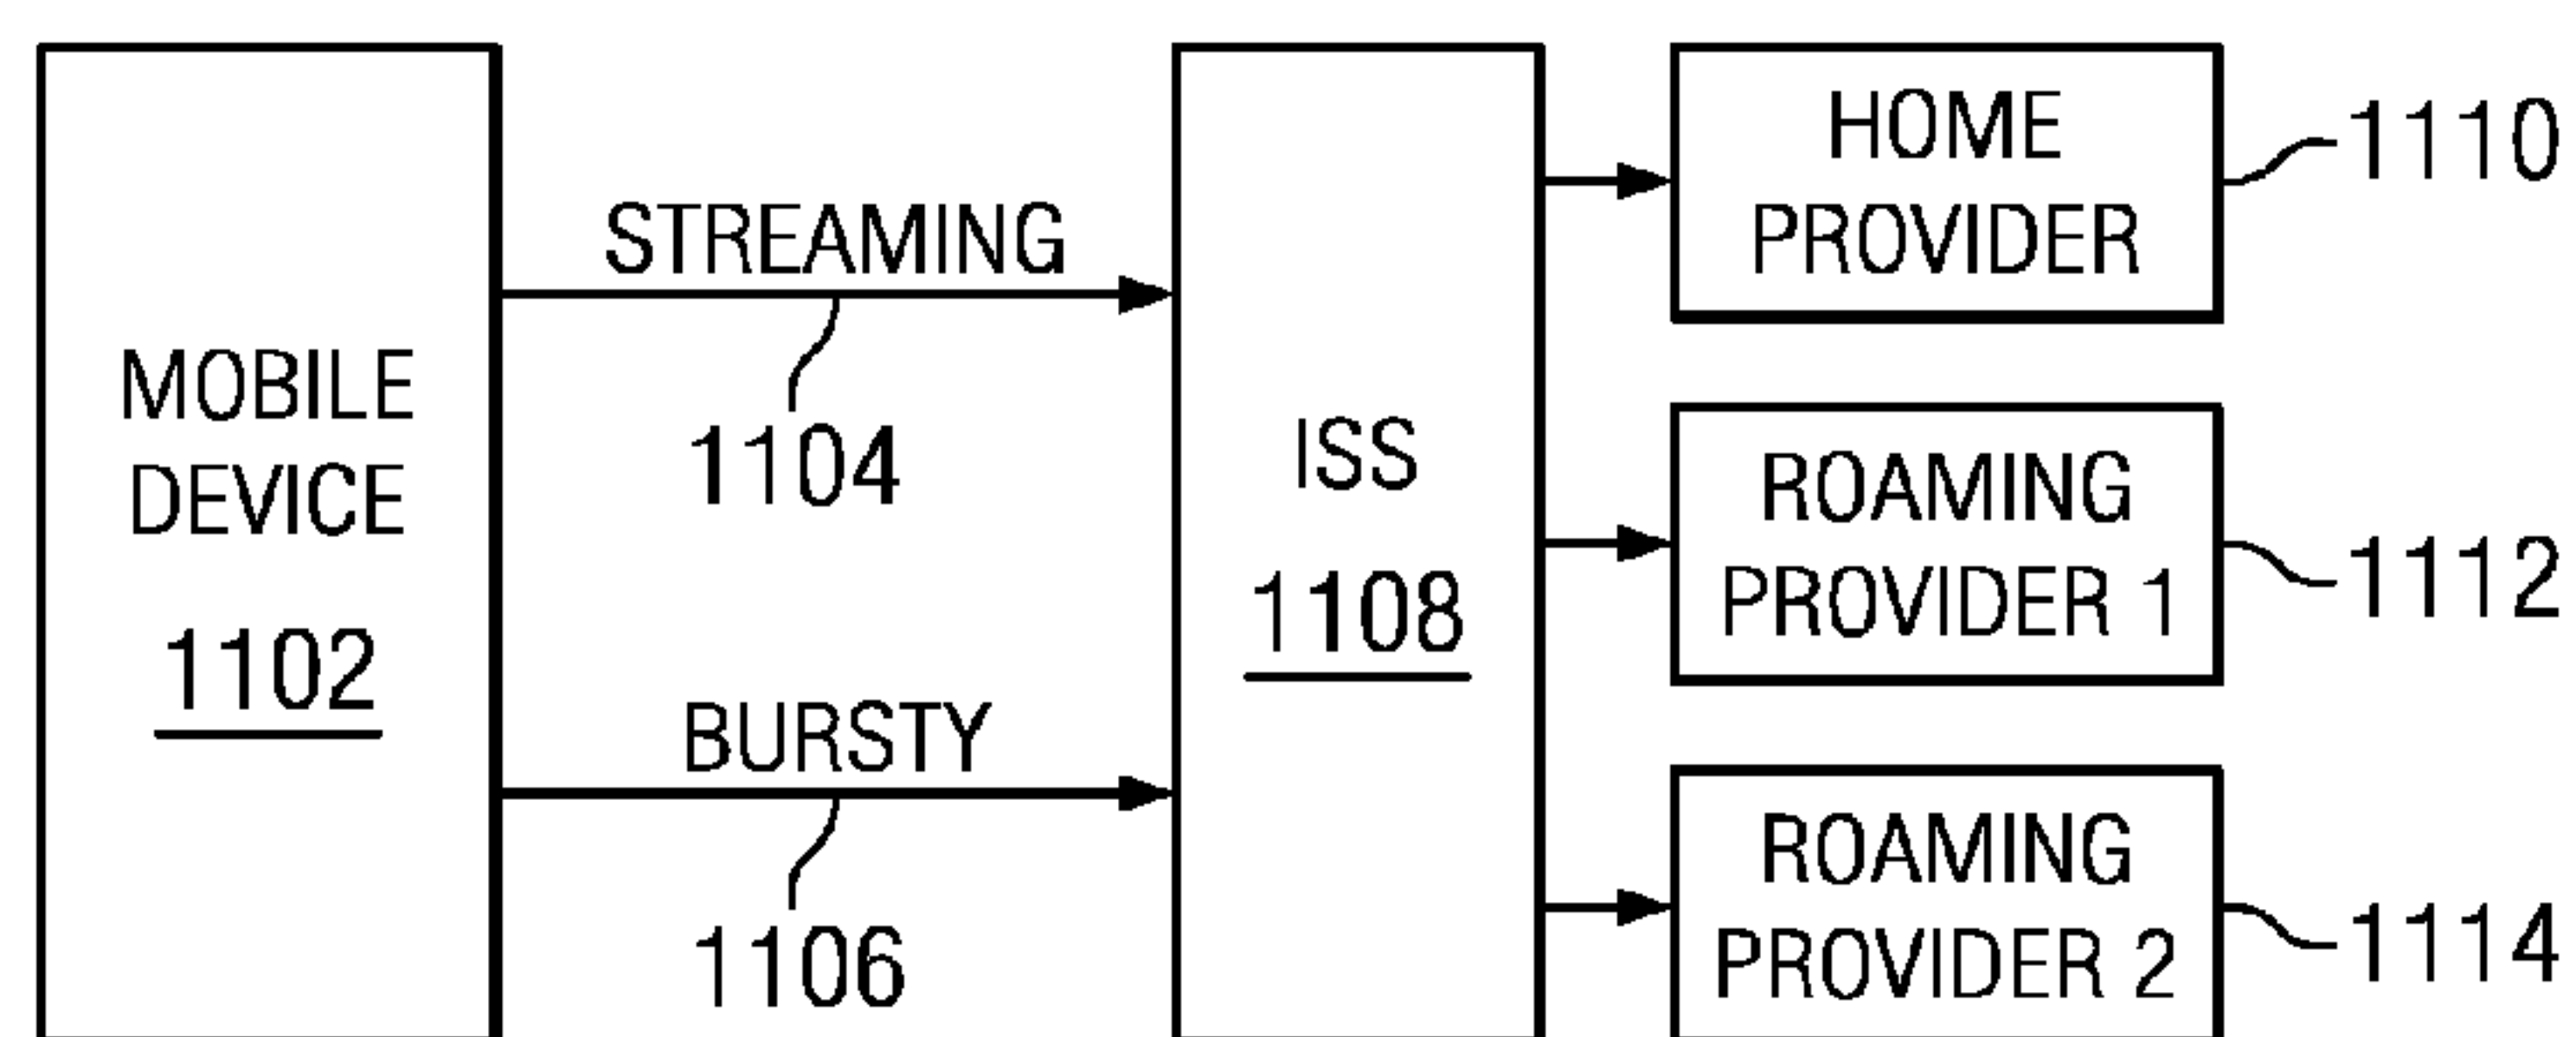 MOBILE
DEVICE
1102
STREAMING
1104
BURSTY
1106
ISS
1108
HOME
PROVIDER
1110
ROAMING
PROVIDER 1
1112
ROAMING
PROVIDER 2
1114